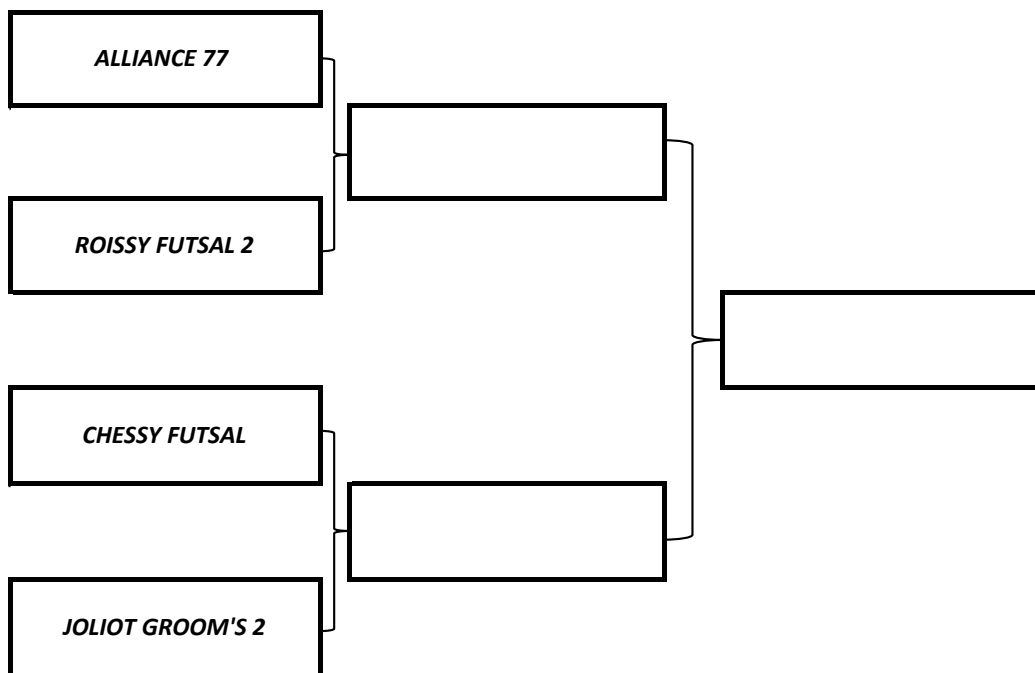 ALLIANCE 77
ROISSY FUTSAL 2
CHESSY FUTSAL
JOLIOT GROOM'S 2